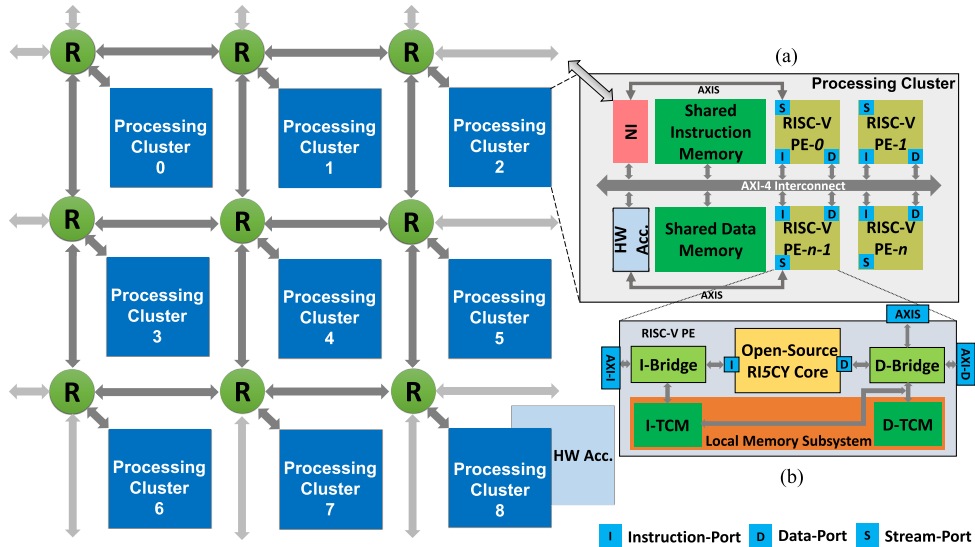 R
R
R
Processing
Cluster
0
Processing
Cluster
1
Processing
Cluster
2
R
R
R
Processing
Cluster
3
Processing
Cluster
4
Processing
Cluster
5
R
R
R
Processing
Cluster
6
Processing
Cluster
7
Processing
Cluster
8
HW Acc.
(a)
Processing Cluster
AXIS
NI
Shared
Instruction
Memory
S
RISC-V
PE-0
I
D
S
RISC-V
PE-1
I
D
AXI-4 Interconnect
HW
Acc.
Shared Data
Memory
I
D
RISC-V
PE-n-1
S
I
D
RISC-V
PE-n
S
AXIS
AXIS
RISC-V PE
AXI-I
I-Bridge
I
Open-Source
RI5CY Core
D
D-Bridge
AXI-D
I-TCM
D-TCM
Local Memory Subsystem
(b)
I Instruction-Port
D Data-Port
S Stream-Port